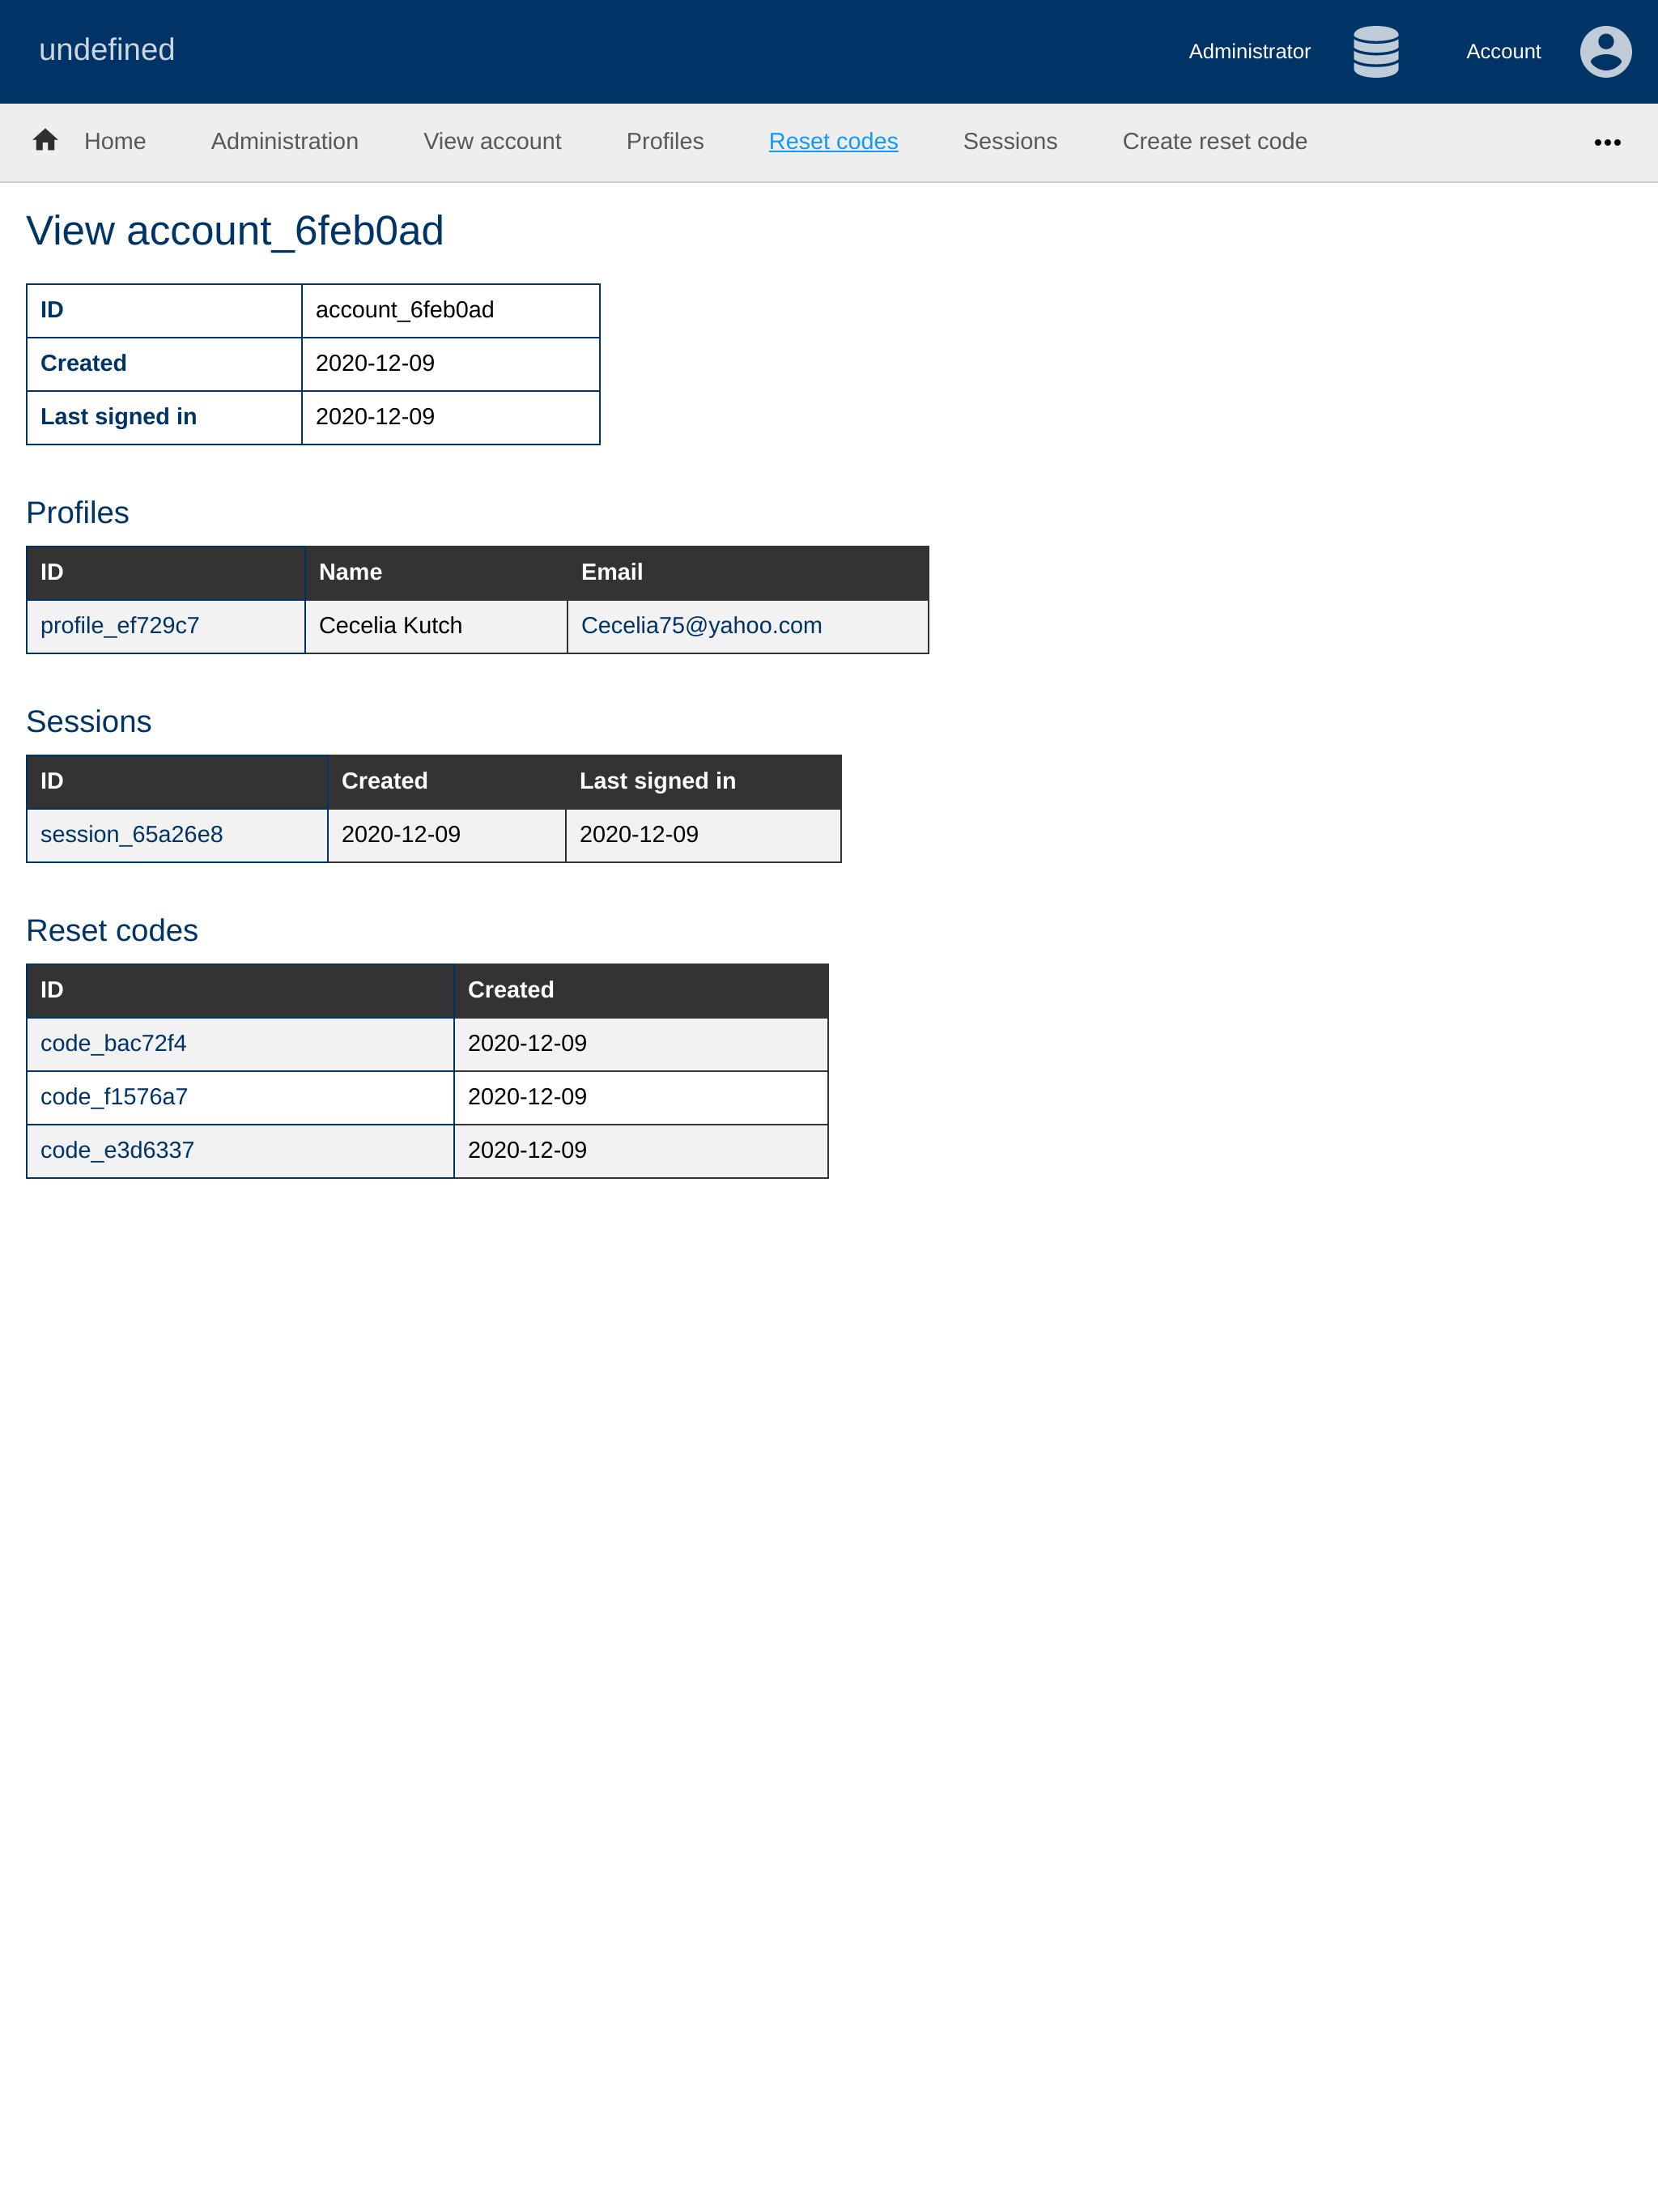 undefined Administrator Account
Home Administration View account Profiles Reset codes Sessions Create reset code
View account_6feb0ad
ID account_6feb0ad
Created 2020-12-09
Last signed in 2020-12-09
Profiles
ID Name Email
profile_ef729c7 Cecelia Kutch Cecelia75@yahoo.com
Sessions
ID Created Last signed in
session_65a26e8 2020-12-09 2020-12-09
Reset codes
ID Created
code_bac72f4 2020-12-09
code_f1576a7 2020-12-09
code_e3d6337 2020-12-09